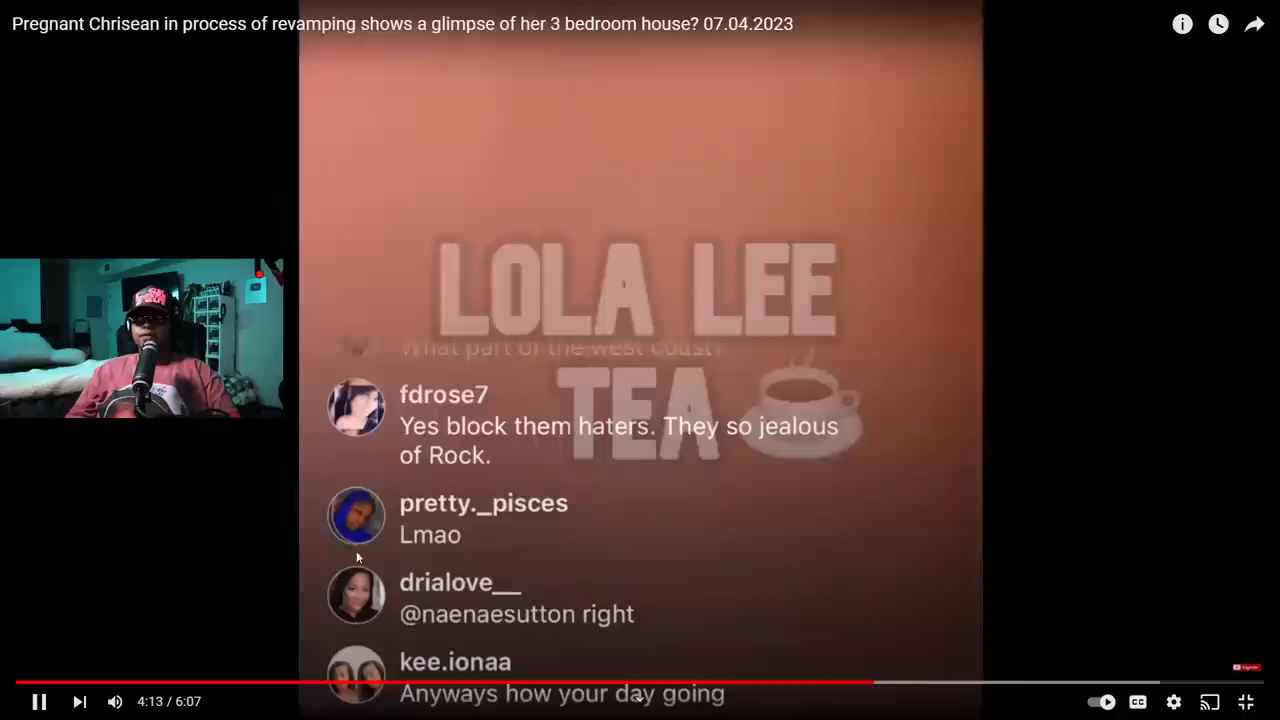 Pregnant Chrisean in process of revamping shows a glimpse of her 3 bedroom house? 07.04.2023
LOLA LEE
TEA
What part of the west coast?
fdrose7
Yes block them haters. They so jealous
of Rock.
pretty._pisces
Lmao
drialove__
@naenaesutton right
kee.ionaa
Anyways how your day going
4:13 / 6:07
CC